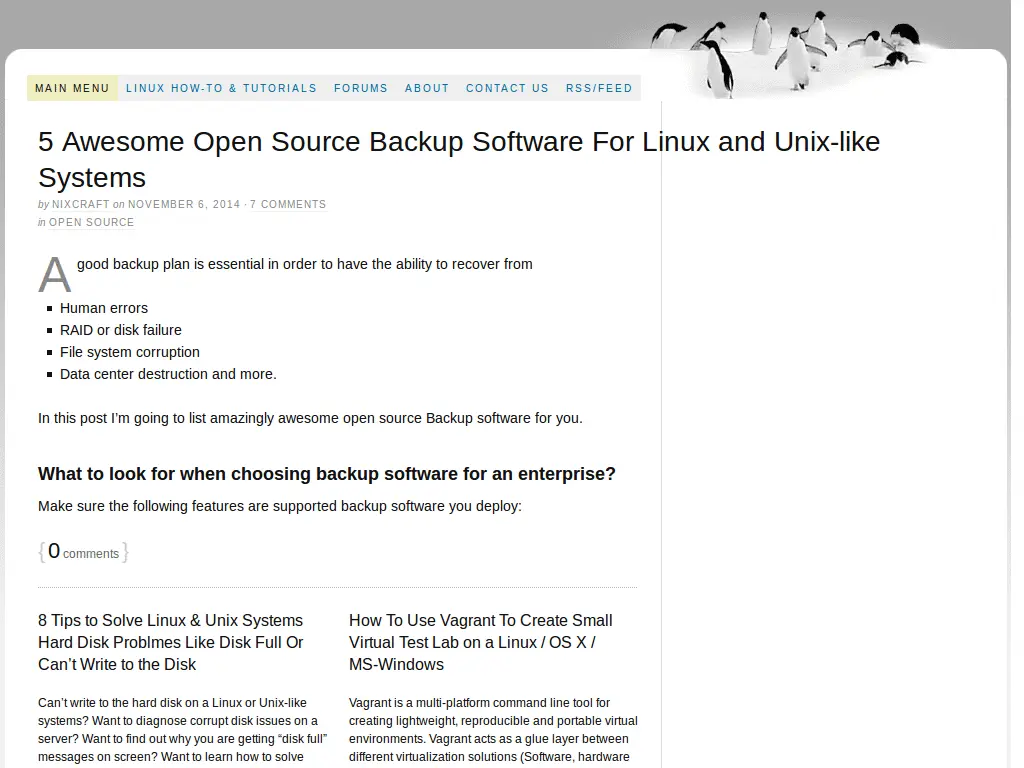 MAIN MENU LINUX HOW-TO & TUTORIALS FORUMS ABOUT CONTACT US RSS/FEED
5 Awesome Open Source Backup Software For Linux and Unix-like
Systems
by NIXCRAFT on NOVEMBER 6, 2014 · 7 COMMENTS
in OPEN SOURCE
A good backup plan is essential in order to have the ability to recover from
Human errors
RAID or disk failure
File system corruption
Data center destruction and more.
In this post I’m going to list amazingly awesome open source Backup software for you.
What to look for when choosing backup software for an enterprise?
Make sure the following features are supported backup software you deploy:
{ 0 comments }
8 Tips to Solve Linux & Unix Systems
Hard Disk Problmes Like Disk Full Or
Can’t Write to the Disk
Can’t write to the hard disk on a Linux or Unix-like
systems? Want to diagnose corrupt disk issues on a
server? Want to find out why you are getting “disk full”
messages on screen? Want to learn how to solve
How To Use Vagrant To Create Small
Virtual Test Lab on a Linux / OS X /
MS-Windows
Vagrant is a multi-platform command line tool for
creating lightweight, reproducible and portable virtual
environments. Vagrant acts as a glue layer between
different virtualization solutions (Software, hardware